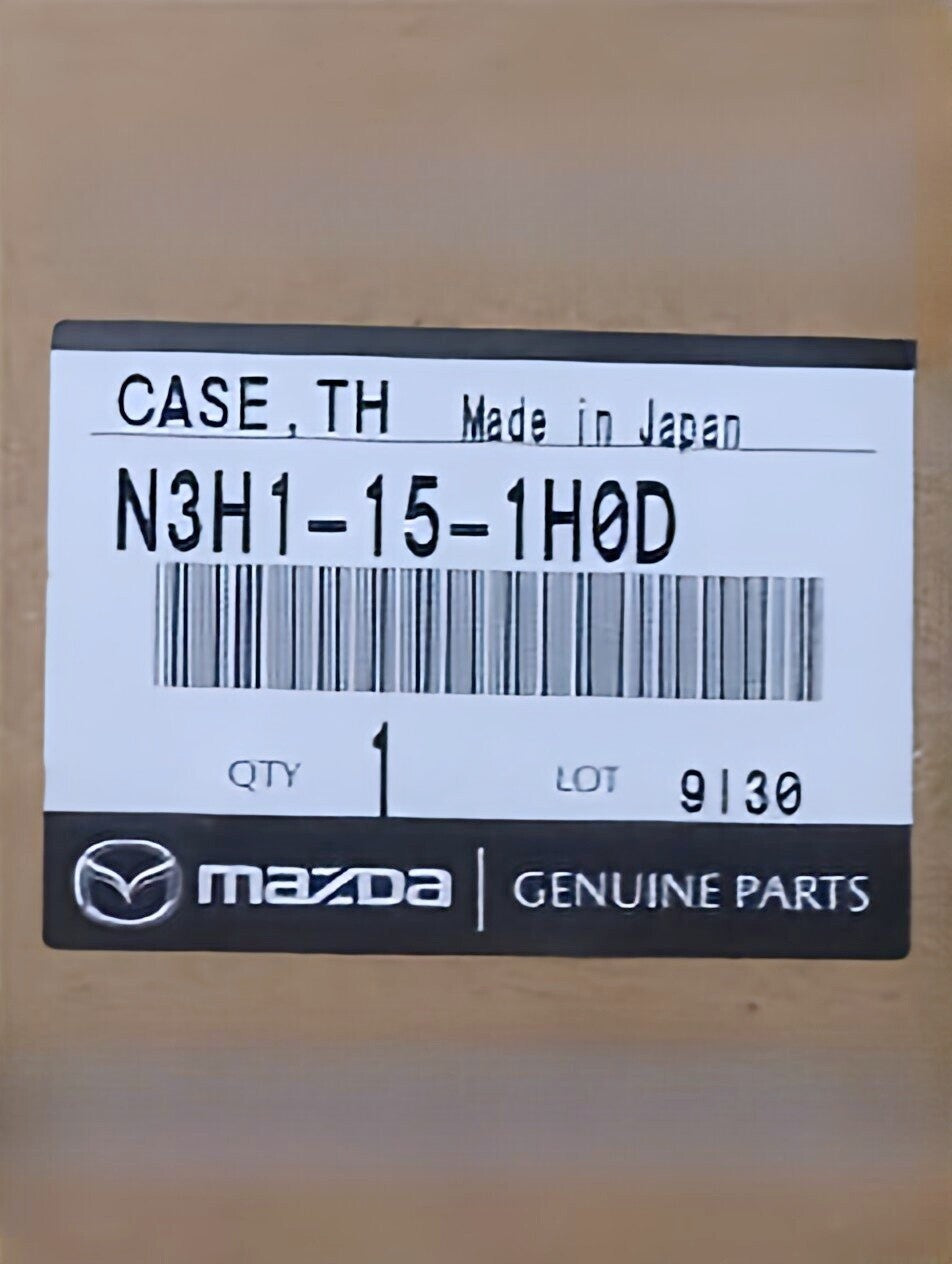 CASE, TH Made in Japan
N3H1-15-1H0D
QTY 1 LOT 9130
mazda | GENUINE PARTS